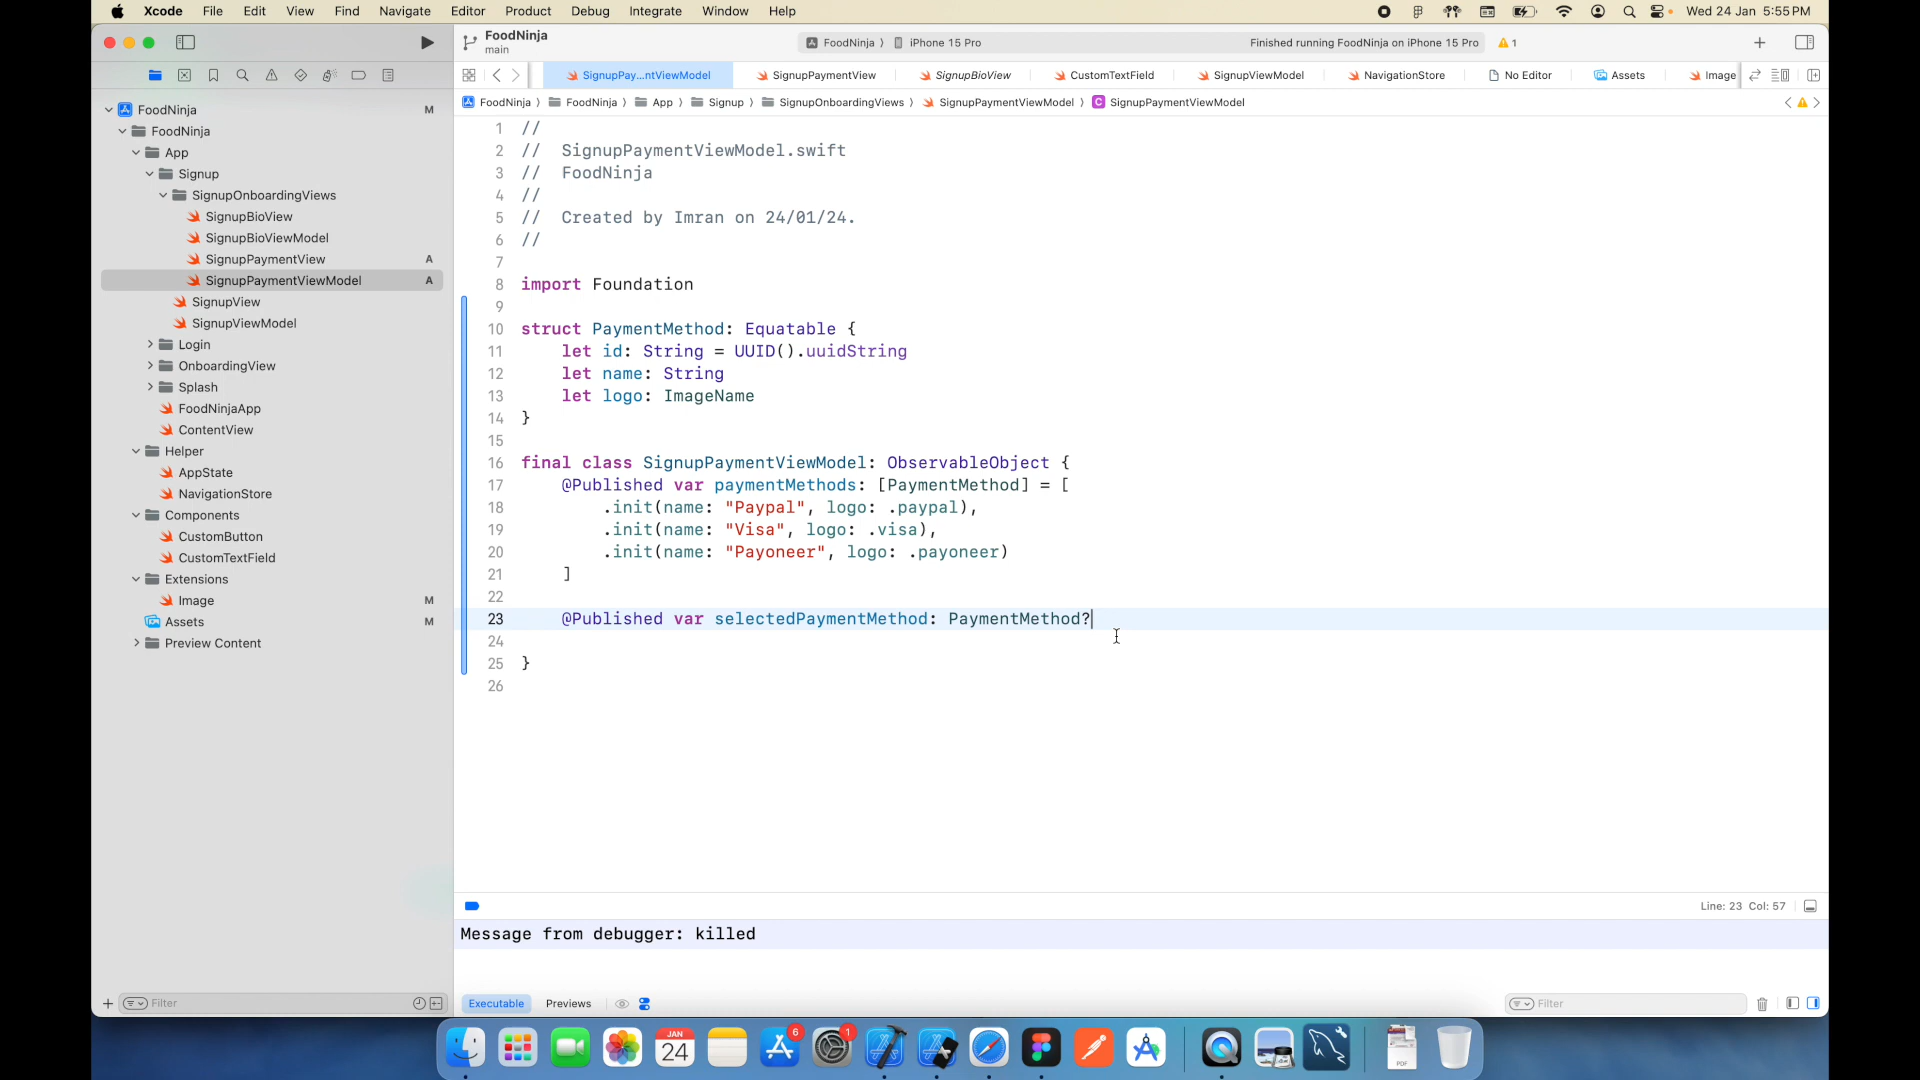 Xcode File Edit View Find Navigate Editor Product Debug Integrate Window Help Wed 24 Jan 5:55 PM
FoodNinja
main
FoodNinja 〉 iPhone 15 Pro Finished running FoodNinja on iPhone 15 Pro 1
SignupPay...ntViewModel SignupPaymentView SignupBioView CustomTextField SignupViewModel NavigationStore No Editor Assets Image
FoodNinja 〉 FoodNinja 〉 App 〉 Signup 〉 SignupOnboardingViews 〉 SignupPaymentViewModel 〉 C SignupPaymentViewModel
FoodNinja M
FoodNinja
App
Signup
SignupOnboardingViews
SignupBioView
SignupBioViewModel
SignupPaymentView A
SignupPaymentViewModel A
SignupView
SignupViewModel
Login
OnboardingView
Splash
FoodNinjaApp
ContentView
Helper
AppState
NavigationStore
Components
CustomButton
CustomTextField
Extensions
Image M
Assets M
Preview Content
Filter
1 //
2 //  SignupPaymentViewModel.swift
3 //  FoodNinja
4 //
5 //  Created by Imran on 24/01/24.
6 //
7
8 import Foundation
9
10 struct PaymentMethod: Equatable {
11     let id: String = UUID().uuidString
12     let name: String
13     let logo: ImageName
14 }
15
16 final class SignupPaymentViewModel: ObservableObject {
17     @Published var paymentMethods: [PaymentMethod] = [
18         .init(name: "Paypal", logo: .paypal),
19         .init(name: "Visa", logo: .visa),
20         .init(name: "Payoneer", logo: .payoneer)
21     ]
22
23     @Published var selectedPaymentMethod: PaymentMethod?
24
25 }
26
Line: 23 Col: 57
Message from debugger: killed
Executable Previews Filter
JAN
24
6
1
PDF